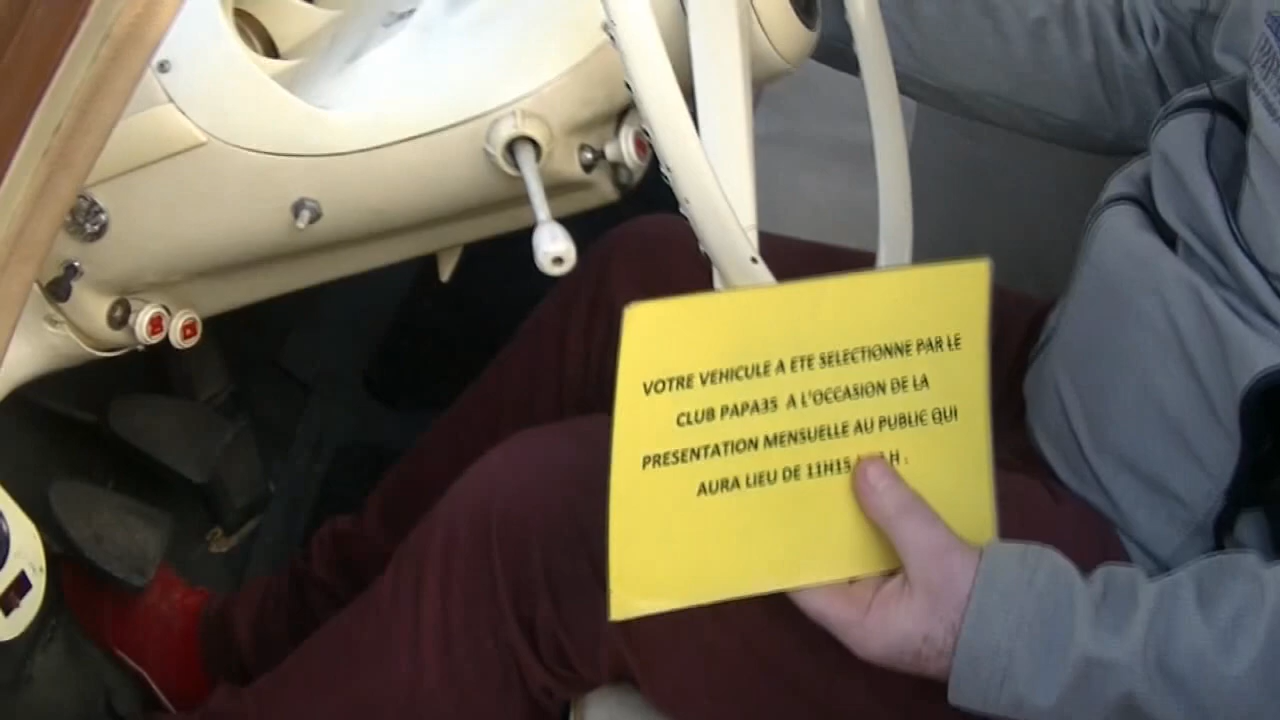 VOTRE VEHICULE A ETE SELECTIONNE PAR LE
CLUB PAPA35 A L'OCCASION DE LA
PRESENTATION MENSUELLE AU PUBLIC QUI
AURA LIEU DE 11H15 H .